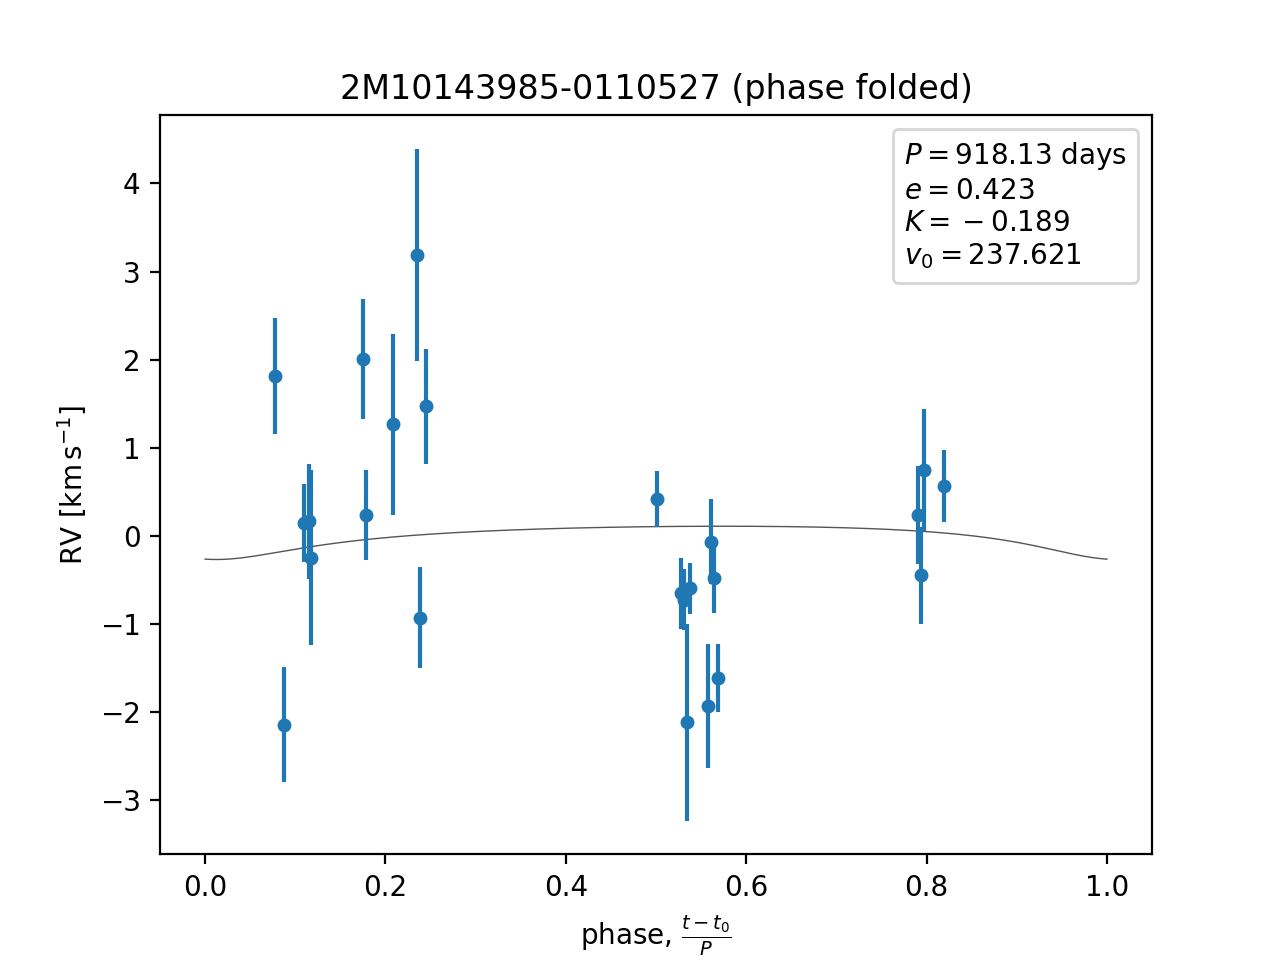 2M10143985-0110527 (phase folded)
P = 918.13 days
e = 0.423
K = −0.189
v₀ = 237.621
4
3
2
1
0
−1
−2
−3
RV [km s⁻¹]
0.0 0.2 0.4 0.6 0.8 1.0
phase, (t − t₀)/P